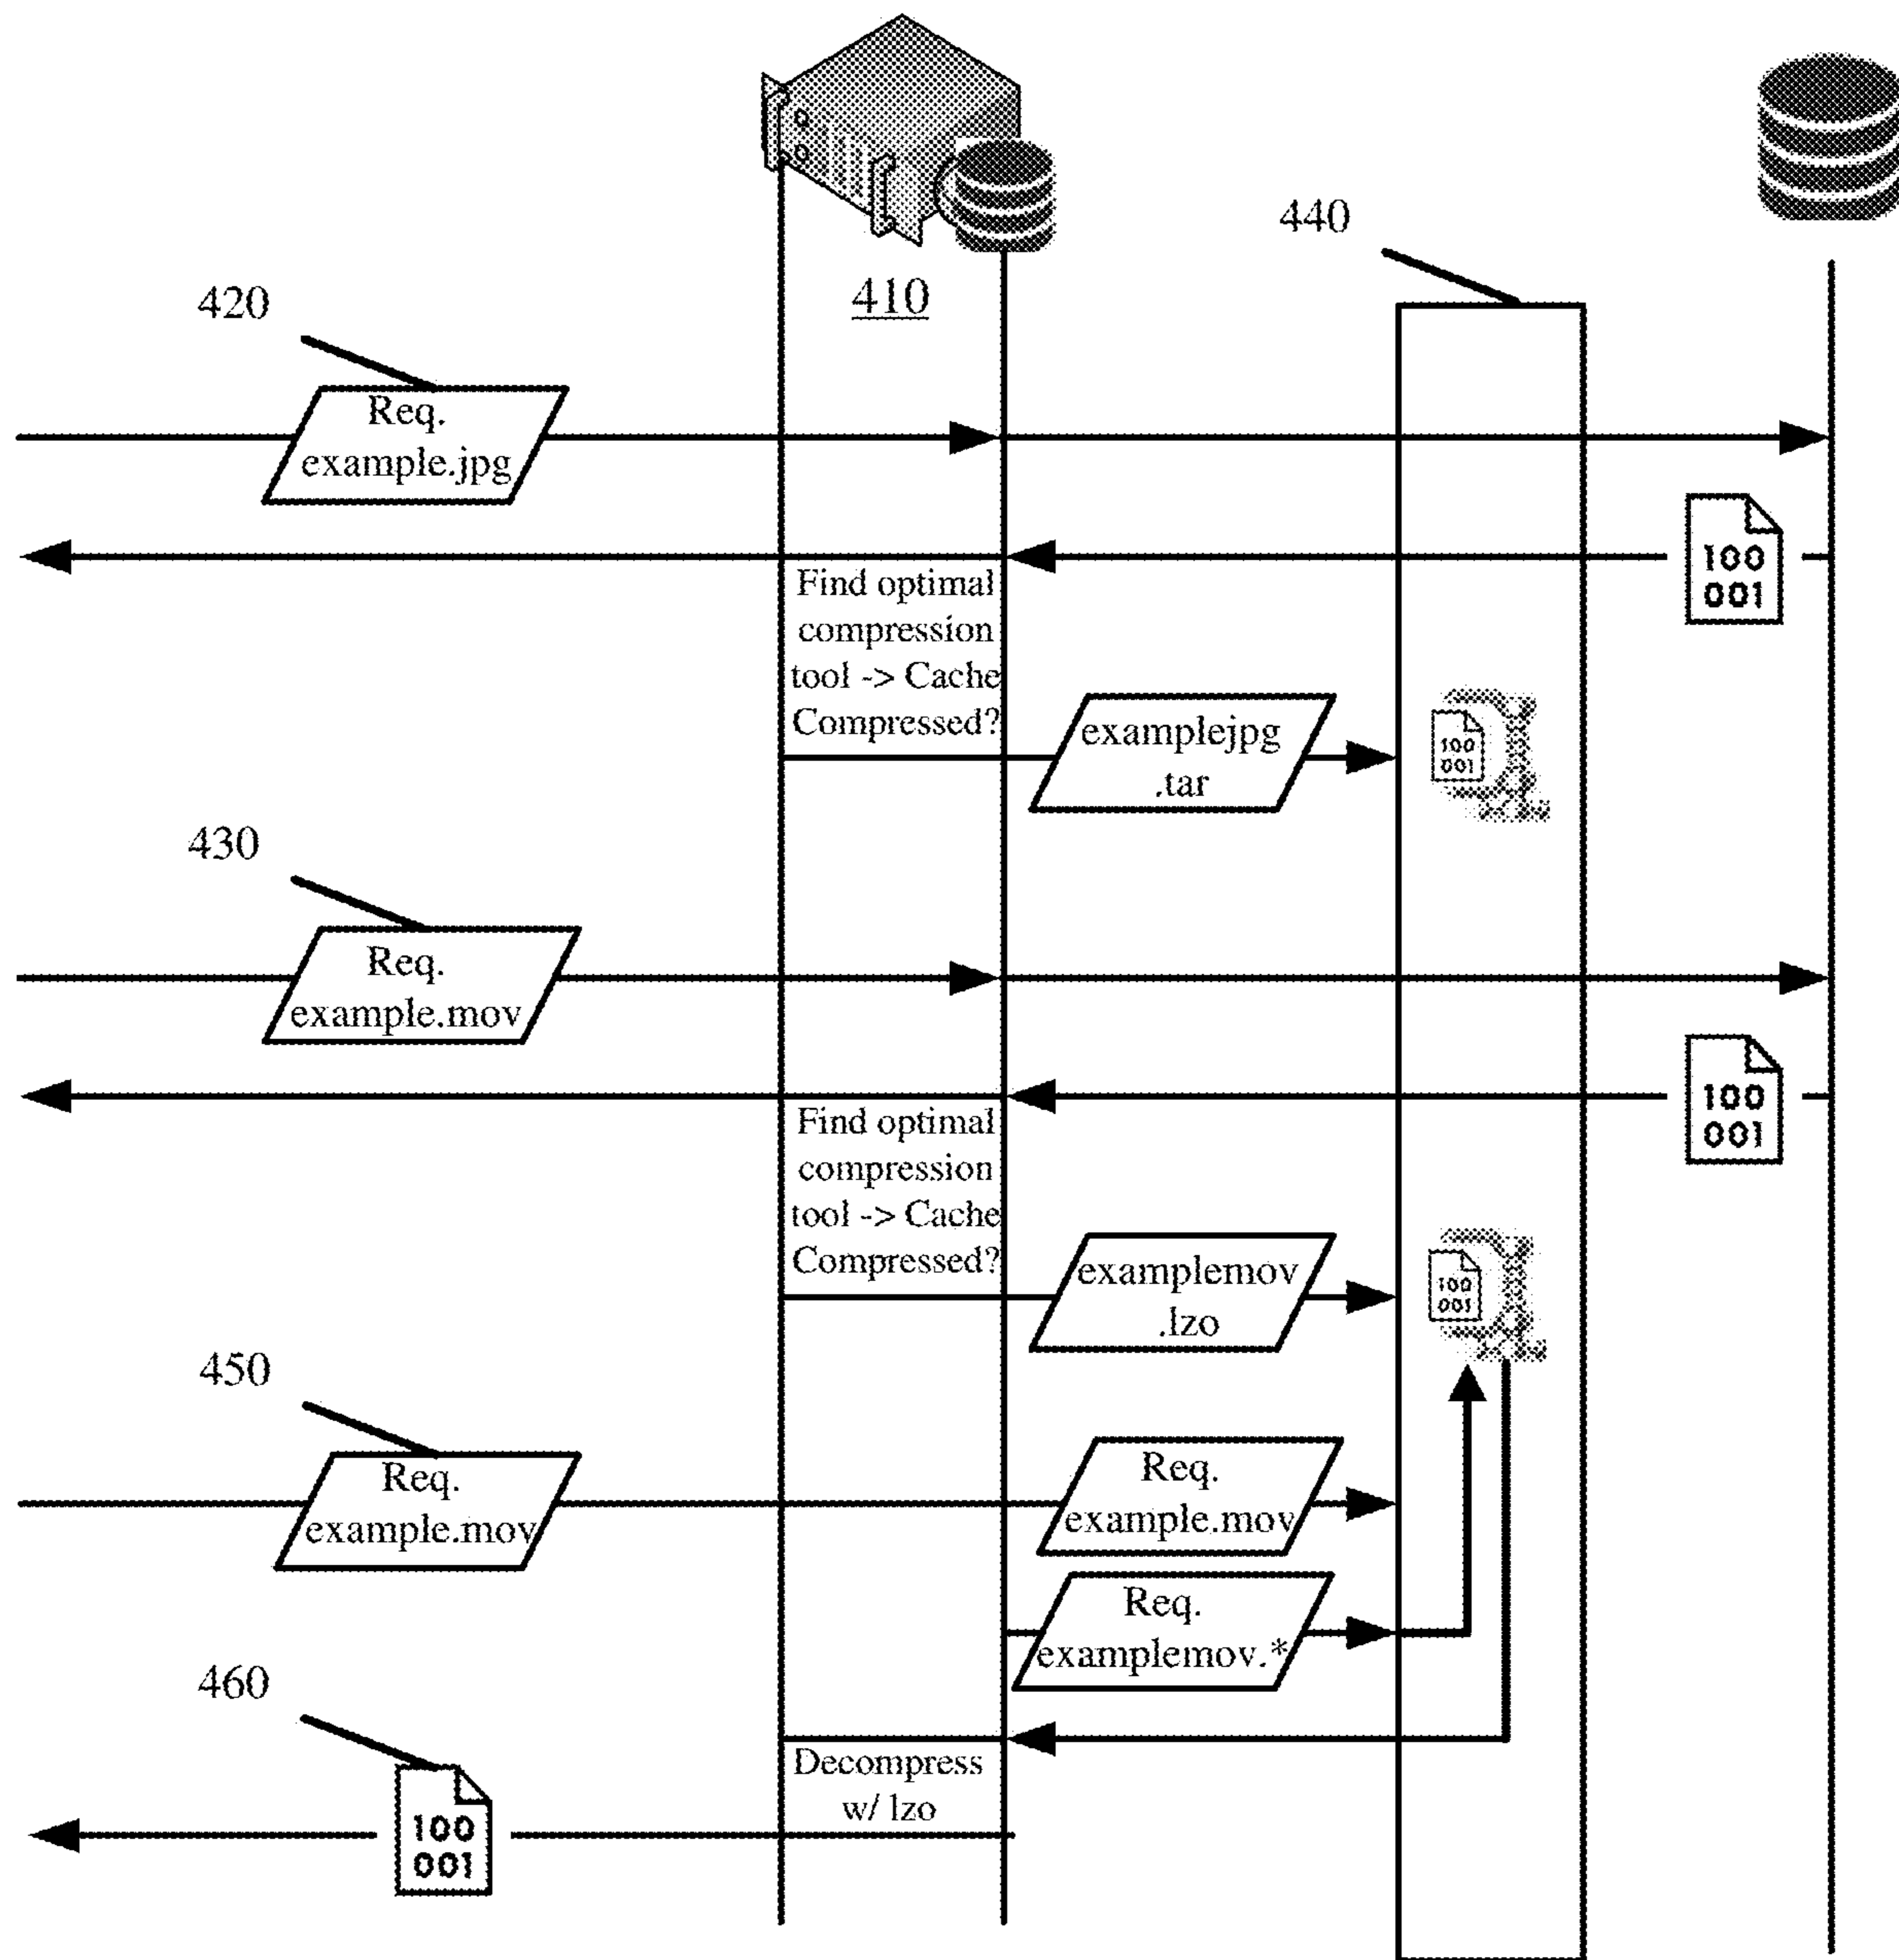 440
410
420
Req.
example.jpg
100
001
Find optimal
compression
tool -> Cache
Compressed?
examplejpg
.tar
100
001
430
Req.
example.mov
100
001
Find optimal
compression
tool -> Cache
Compressed?
examplemov
.lzo
100
001
450
Req.
example.mov
Req.
example.mov
Req.
examplemov.*
460
Decompress
w/ lzo
100
001